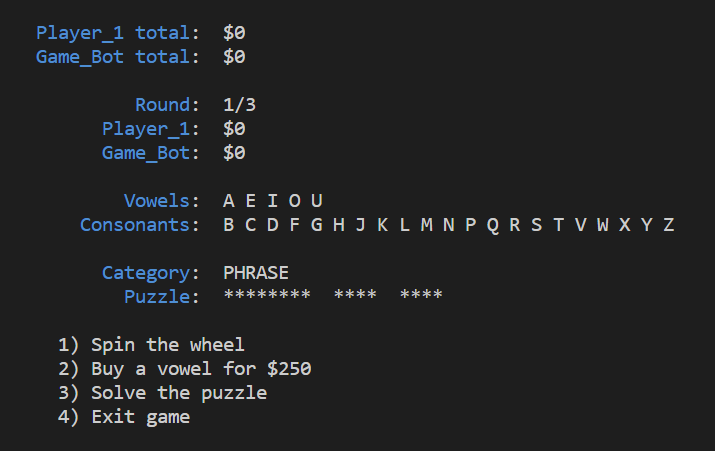 Player_1 total: $0
Game_Bot total: $0
Round: 1/3
Player_1: $0
Game_Bot: $0
Vowels: A E I O U
Consonants: B C D F G H J K L M N P Q R S T V W X Y Z
Category: PHRASE
Puzzle: ******** **** ****
1) Spin the wheel
2) Buy a vowel for $250
3) Solve the puzzle
4) Exit game